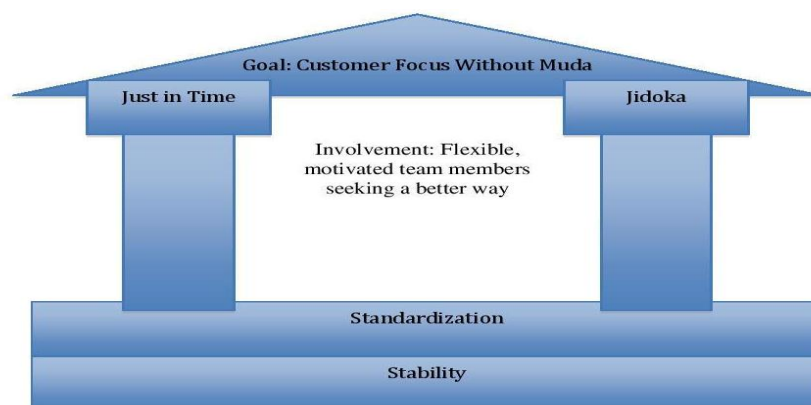 Goal: Customer Focus Without Muda
Just in Time
Jidoka
Involvement: Flexible,
motivated team members
seeking a better way
Standardization
Stability